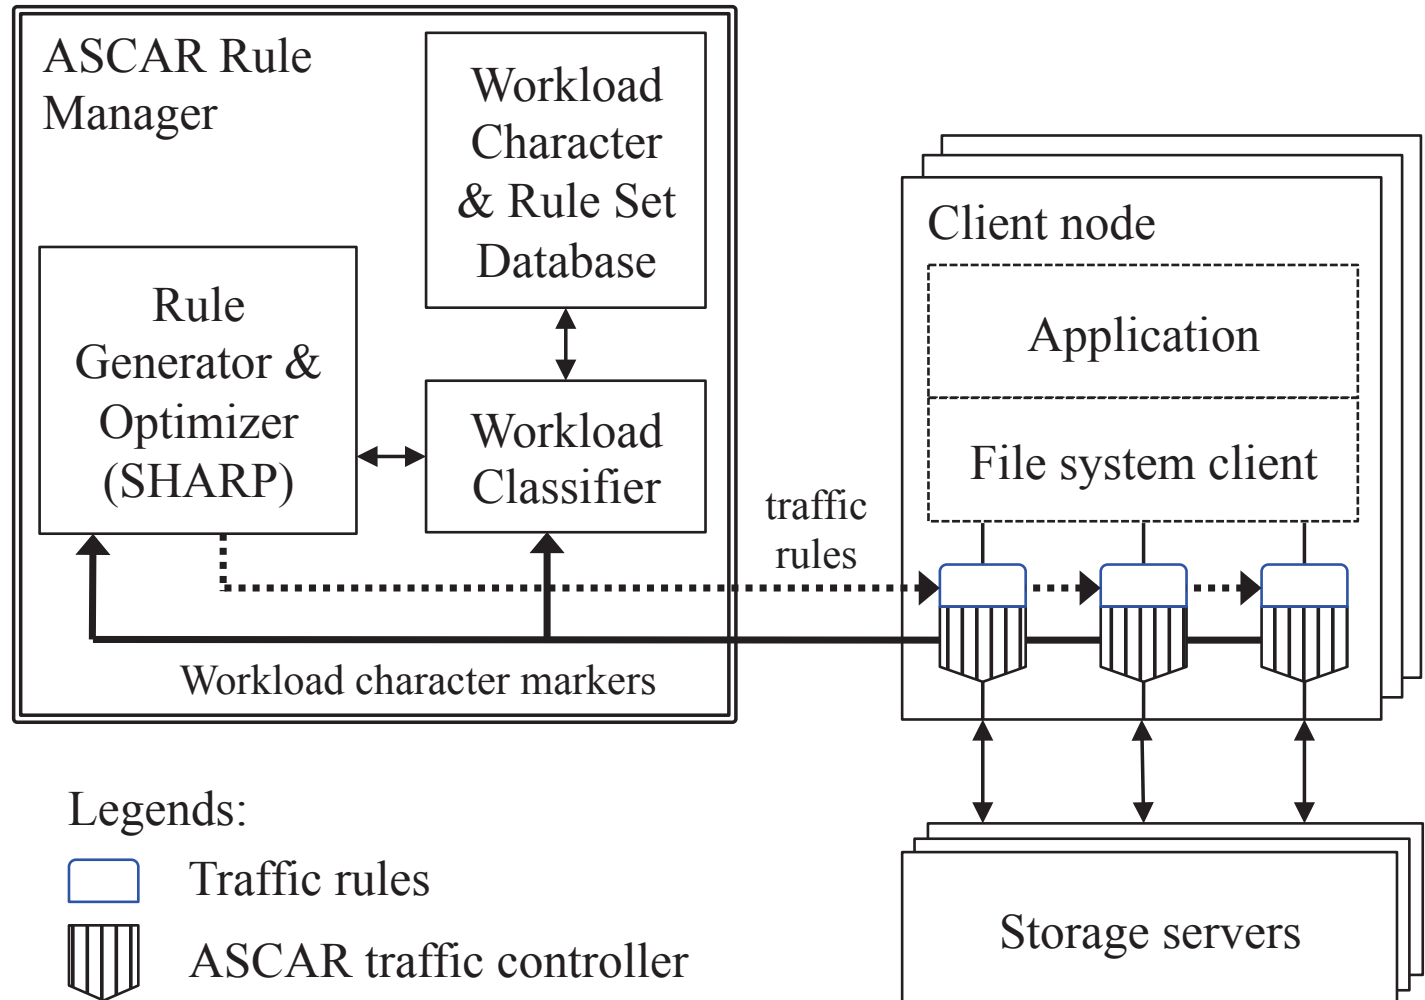 ASCAR Rule
Manager
Workload
Character
& Rule Set
Database
Rule
Generator &
Optimizer
(SHARP)
Workload
Classifier
Workload character markers
traffic
rules
Client node
Application
File system client
Storage servers
Legends:
Traffic rules
ASCAR traffic controller